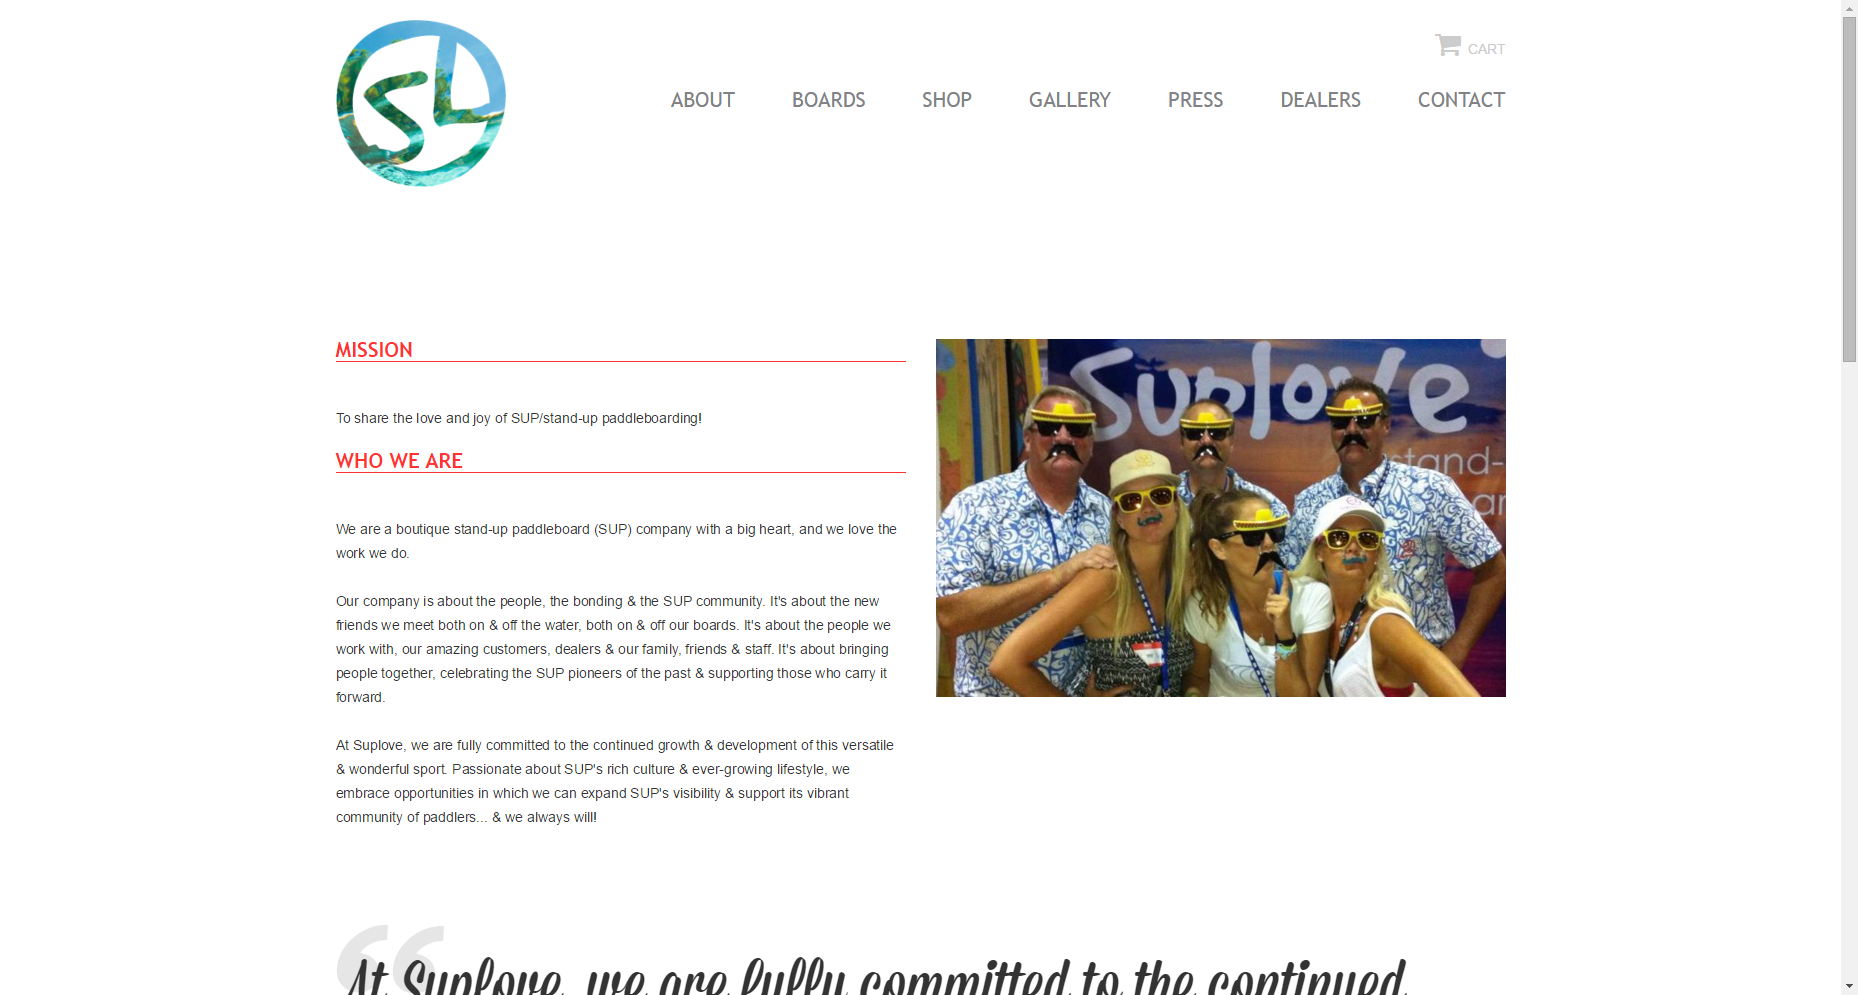 SL
CART
ABOUT BOARDS SHOP GALLERY PRESS DEALERS CONTACT
MISSION
To share the love and joy of SUP/stand-up paddleboarding!
WHO WE ARE
We are a boutique stand-up paddleboard (SUP) company with a big heart, and we love the
work we do.
Our company is about the people, the bonding & the SUP community. It's about the new
friends we meet both on & off the water, both on & off our boards. It's about the people we
work with, our amazing customers, dealers & our family, friends & staff. It's about bringing
people together, celebrating the SUP pioneers of the past & supporting those who carry it
forward.
At Suplove, we are fully committed to the continued growth & development of this versatile
& wonderful sport. Passionate about SUP's rich culture & ever-growing lifestyle, we
embrace opportunities in which we can expand SUP's visibility & support its vibrant
community of paddlers... & we always will!
Suplove
stand-
“At Suplove, we are fully committed to the continued